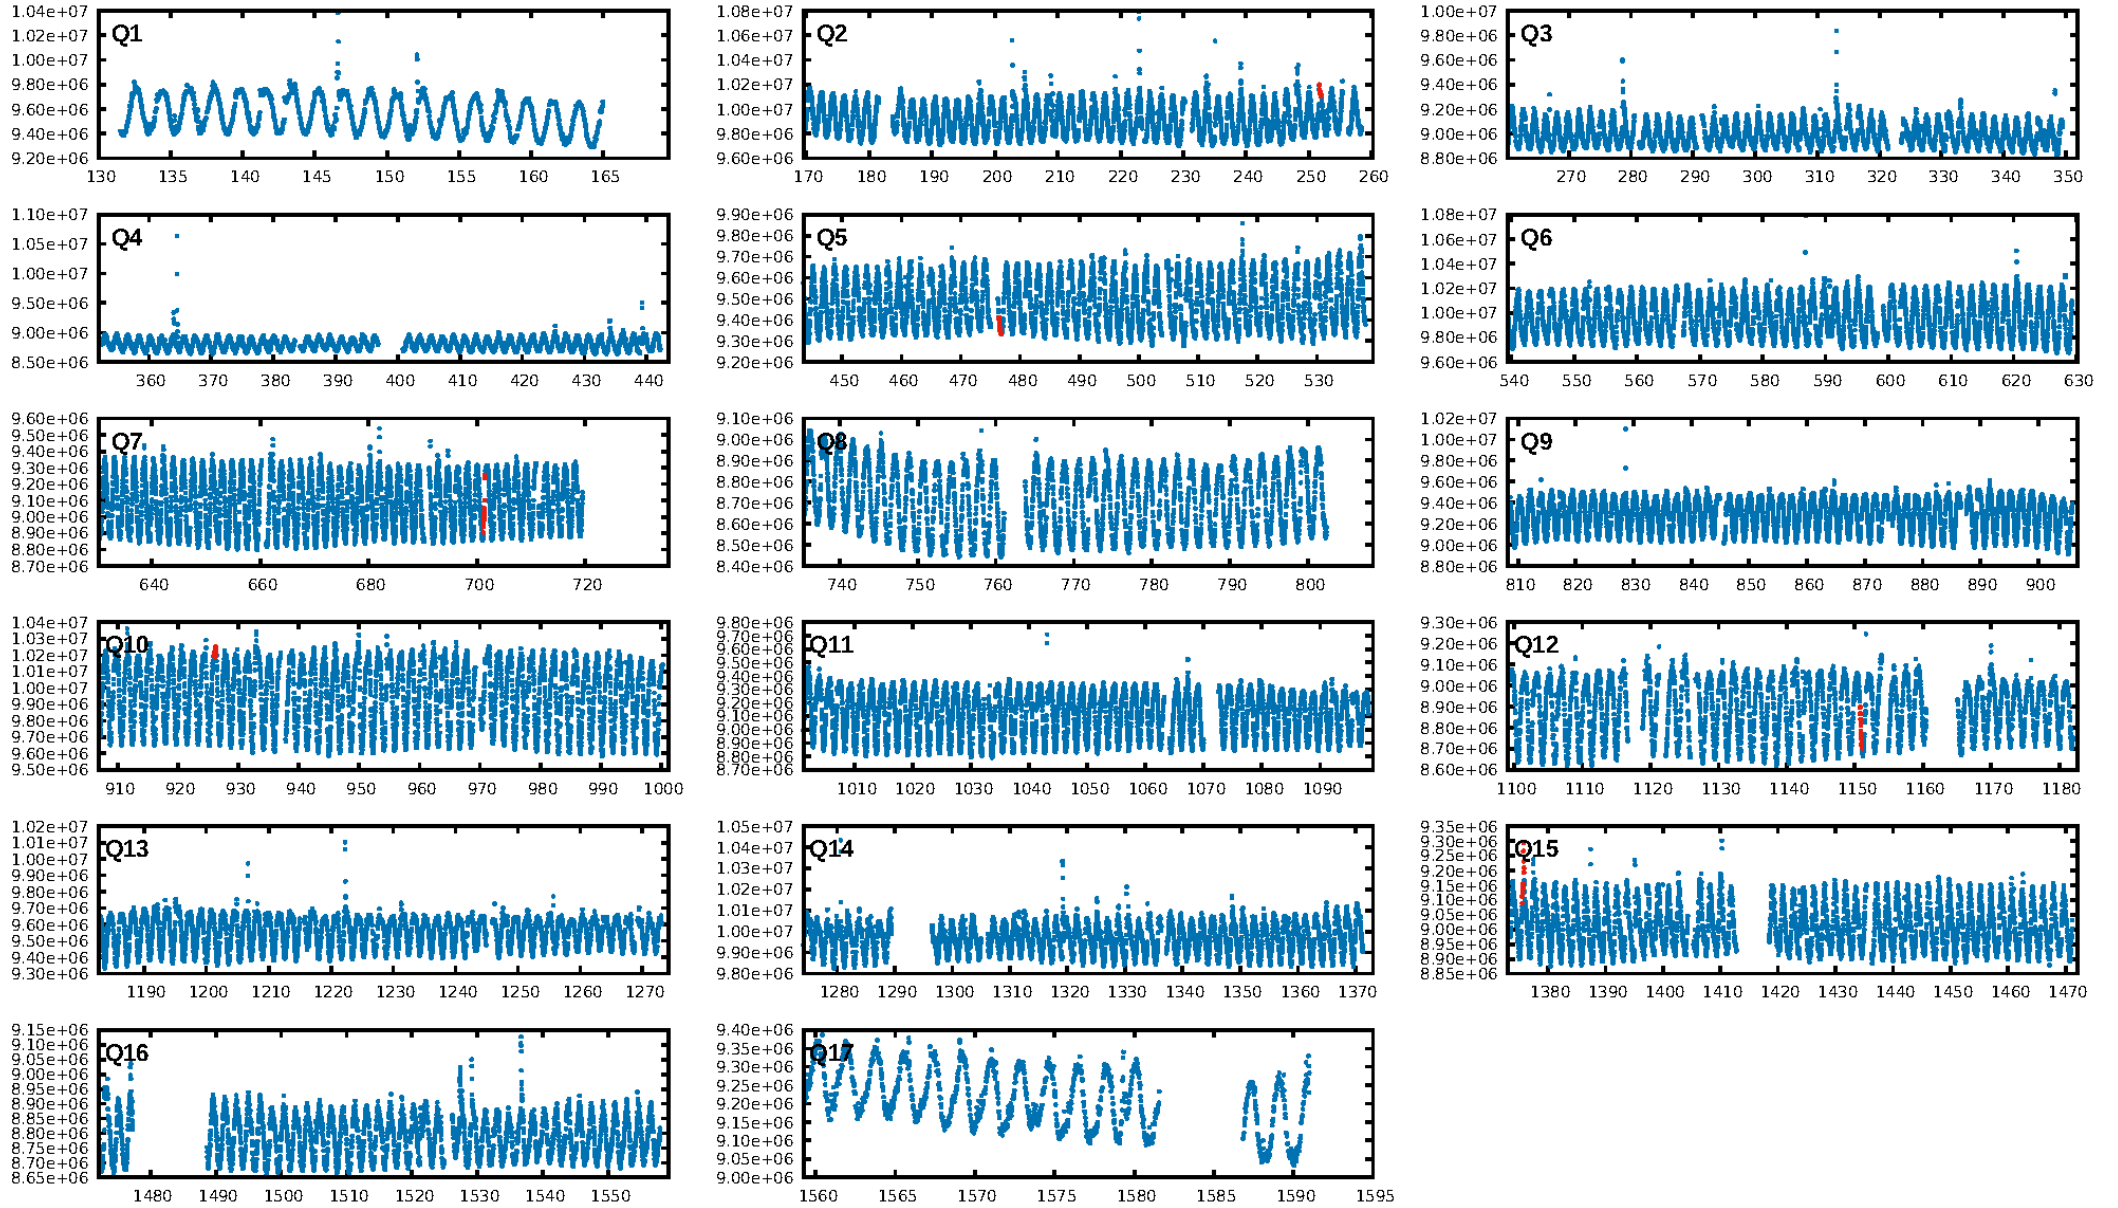 1.04e+07 1.02e+07 1.00e+07 9.80e+06 9.60e+06 9.40e+06 9.20e+06
Q1
130 135 140 145 150 155 160 165
1.08e+07 1.06e+07 1.04e+07 1.02e+07 1.00e+07 9.80e+06 9.60e+06
Q2
170 180 190 200 210 220 230 240 250 260
1.00e+07 9.80e+06 9.60e+06 9.40e+06 9.20e+06 9.00e+06 8.80e+06
Q3
270 280 290 300 310 320 330 340 350
1.10e+07 1.05e+07 1.00e+07 9.50e+06 9.00e+06 8.50e+06
Q4
360 370 380 390 400 410 420 430 440
9.90e+06 9.80e+06 9.70e+06 9.60e+06 9.50e+06 9.40e+06 9.30e+06 9.20e+06
Q5
450 460 470 480 490 500 510 520 530
1.08e+07 1.06e+07 1.04e+07 1.02e+07 1.00e+07 9.80e+06 9.60e+06
Q6
540 550 560 570 580 590 600 610 620 630
9.60e+06 9.50e+06 9.40e+06 9.30e+06 9.20e+06 9.10e+06 9.00e+06 8.90e+06 8.80e+06 8.70e+06
Q7
640 660 680 700 720
9.10e+06 9.00e+06 8.90e+06 8.80e+06 8.70e+06 8.60e+06 8.50e+06 8.40e+06
Q8
740 750 760 770 780 790 800
1.02e+07 1.00e+07 9.80e+06 9.60e+06 9.40e+06 9.20e+06 9.00e+06 8.80e+06
Q9
810 820 830 840 850 860 870 880 890 900
1.04e+07 1.03e+07 1.02e+07 1.01e+07 1.00e+07 9.90e+06 9.80e+06 9.70e+06 9.60e+06 9.50e+06
Q10
910 920 930 940 950 960 970 980 990 1000
9.80e+06 9.70e+06 9.60e+06 9.50e+06 9.40e+06 9.30e+06 9.20e+06 9.10e+06 9.00e+06 8.90e+06 8.80e+06 8.70e+06
Q11
1010 1020 1030 1040 1050 1060 1070 1080 1090
9.30e+06 9.20e+06 9.10e+06 9.00e+06 8.90e+06 8.80e+06 8.70e+06 8.60e+06
Q12
1100 1110 1120 1130 1140 1150 1160 1170 1180
1.02e+07 1.01e+07 1.00e+07 9.90e+06 9.80e+06 9.70e+06 9.60e+06 9.50e+06 9.40e+06 9.30e+06
Q13
1190 1200 1210 1220 1230 1240 1250 1260 1270
1.05e+07 1.04e+07 1.03e+07 1.02e+07 1.01e+07 1.00e+07 9.90e+06 9.80e+06
Q14
1280 1290 1300 1310 1320 1330 1340 1350 1360 1370
9.35e+06 9.30e+06 9.25e+06 9.20e+06 9.15e+06 9.10e+06 9.05e+06 9.00e+06 8.95e+06 8.90e+06 8.85e+06
Q15
1380 1390 1400 1410 1420 1430 1440 1450 1460 1470
9.15e+06 9.10e+06 9.05e+06 9.00e+06 8.95e+06 8.90e+06 8.85e+06 8.80e+06 8.75e+06 8.70e+06 8.65e+06
Q16
1480 1490 1500 1510 1520 1530 1540 1550
9.40e+06 9.35e+06 9.30e+06 9.25e+06 9.20e+06 9.15e+06 9.10e+06 9.05e+06 9.00e+06
Q17
1560 1565 1570 1575 1580 1585 1590 1595